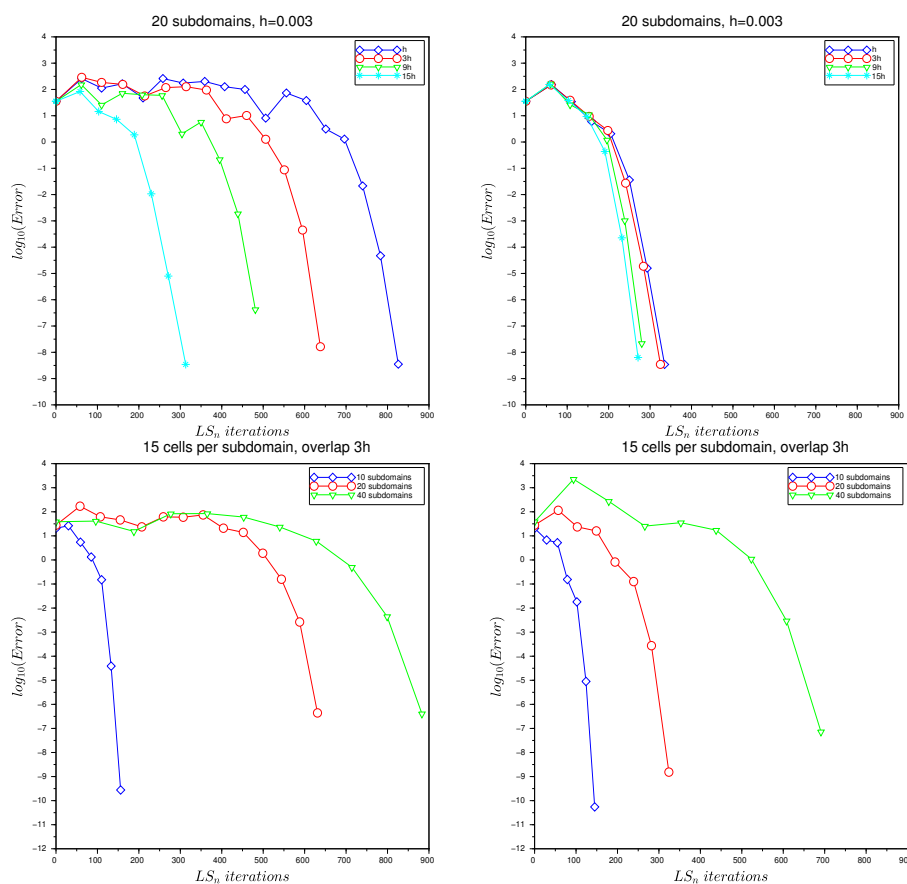 20 subdomains, h=0.003
4
3
2
1
0
−1
−2
−3
−4
−5
−6
−7
−8
−9
−10
0 100 200 300 400 500 600 700 800 900
log10(Error)
LSn iterations
h
3h
9h
15h
20 subdomains, h=0.003
4
3
2
1
0
−1
−2
−3
−4
−5
−6
−7
−8
−9
−10
0 100 200 300 400 500 600 700 800 900
log10(Error)
LSn iterations
h
3h
9h
15h
15 cells per subdomain, overlap 3h
4
3
2
1
0
−1
−2
−3
−4
−5
−6
−7
−8
−9
−10
−11
−12
0 100 200 300 400 500 600 700 800 900
log10(Error)
LSn iterations
10 subdomains
20 subdomains
40 subdomains
15 cells per subdomain, overlap 3h
4
3
2
1
0
−1
−2
−3
−4
−5
−6
−7
−8
−9
−10
−11
−12
0 100 200 300 400 500 600 700 800 900
log10(Error)
LSn iterations
10 subdomains
20 subdomains
40 subdomains